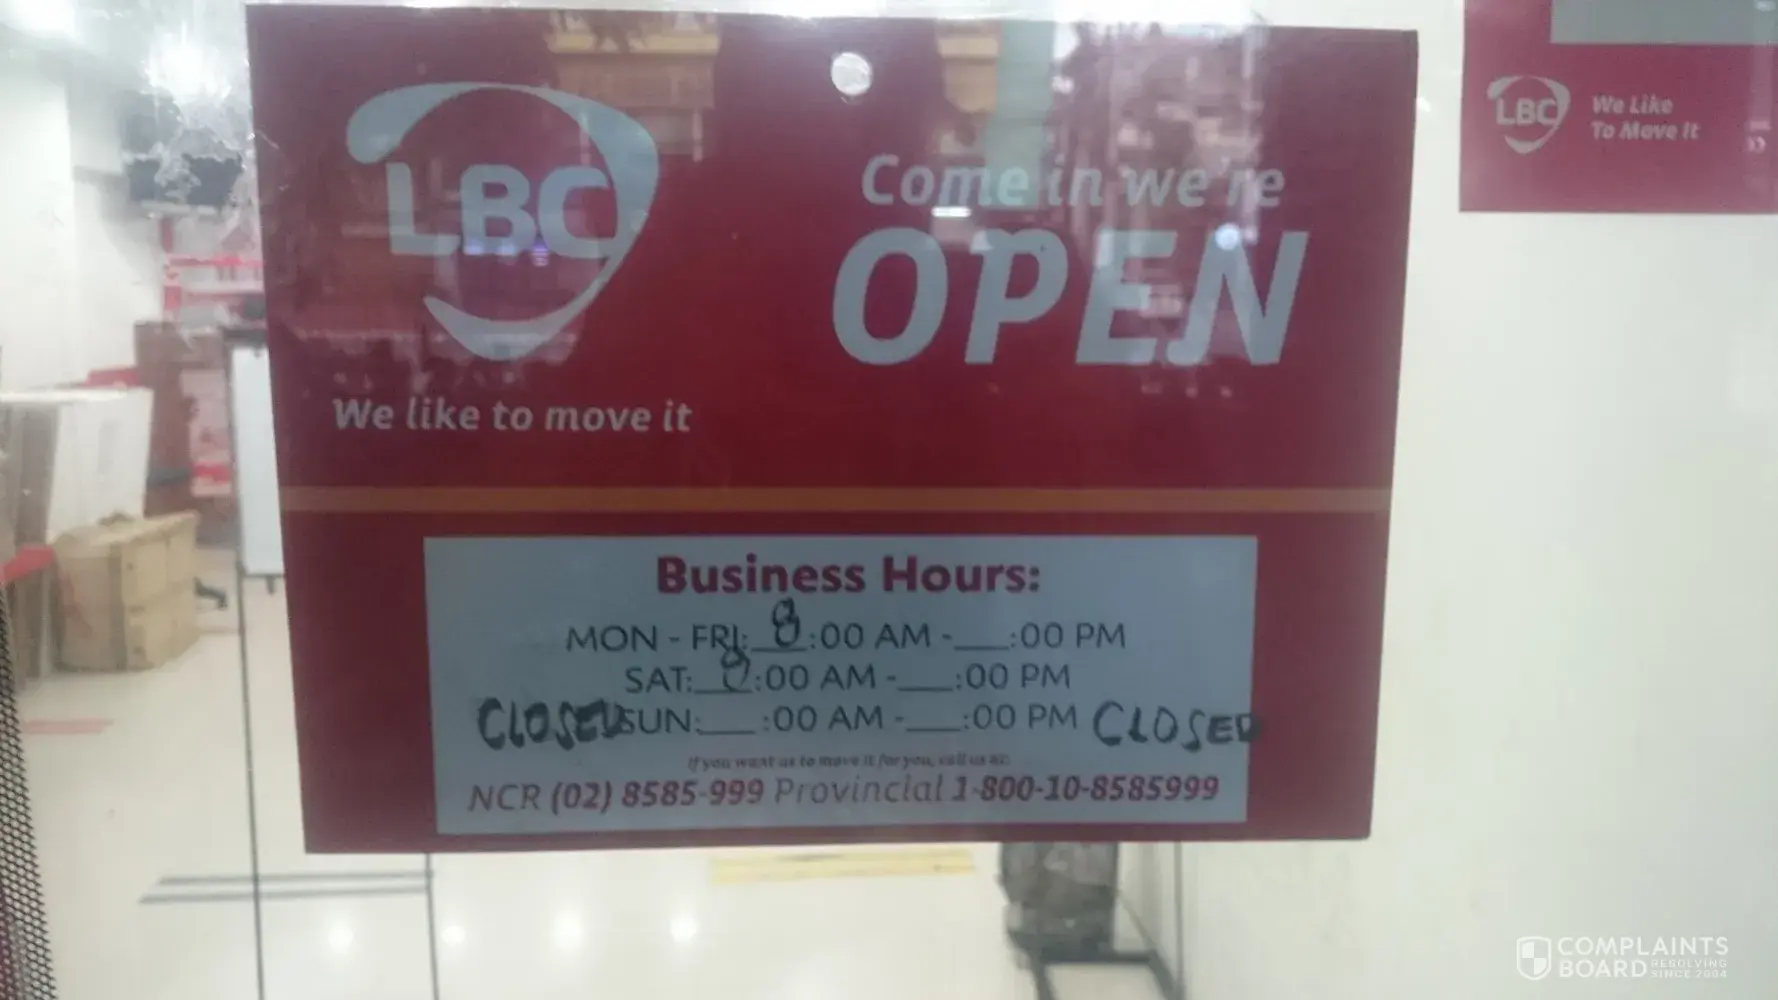 LBC
We like to move it
Come in we're
OPEN
LBC
We Like
To Move It
Business Hours:
MON - FRI: 8:00 AM - ___:00 PM
SAT: 8:00 AM - ___:00 PM
CLOSED SUN: ___:00 AM - ___:00 PM CLOSED
If you want us to move it for you, call us at:
NCR (02) 8585-999 Provincial 1-800-10-8585999
COMPLAINTS
BOARD RESOLVING
SINCE 2004